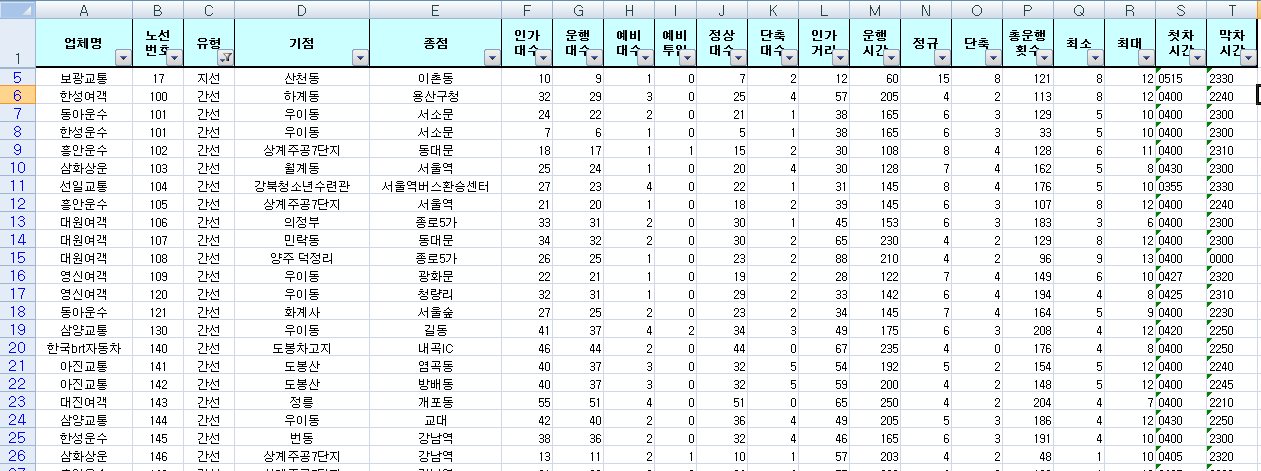 A B C D E F G H I J K L M N O P Q R S T
1 업체명 노선번호 유형 기점 종점 인가대수 운행대수 예비대수 예비투입 정상대수 단축대수 인가거리 운행시간 정규 단축 총운행횟수 최소 최대 첫차시간 막차시간
5 보광교통 17 지선 산천동 이촌동 10 9 1 0 7 2 12 60 15 8 121 8 12 0515 2330
6 한성여객 100 간선 하계동 용산구청 32 29 3 0 25 4 57 205 4 2 113 8 12 0400 2240
7 동아운수 101 간선 우이동 서소문 24 22 2 0 21 1 38 165 6 3 129 5 10 0400 2300
8 한성운수 101 간선 우이동 서소문 7 6 1 0 5 1 38 165 6 3 33 5 10 0400 2300
9 흥안운수 102 간선 상계주공7단지 동대문 18 17 1 1 15 2 30 108 8 4 128 6 11 0400 2310
10 삼화상운 103 간선 월계동 서울역 25 24 1 0 20 4 30 128 7 4 162 5 8 0430 2300
11 선일교통 104 간선 강북청소년수련관 서울역버스환승센터 27 23 4 0 22 1 31 145 8 4 176 5 10 0355 2330
12 흥안운수 105 간선 상계주공7단지 서울역 21 20 1 0 18 2 39 145 6 3 107 8 12 0400 2240
13 대원여객 106 간선 의정부 종로5가 33 31 2 0 30 1 45 153 6 3 183 3 6 0400 2300
14 대원여객 107 간선 민락동 동대문 34 32 2 0 30 2 65 230 4 2 129 8 12 0400 2300
15 대원여객 108 간선 양주 덕정리 종로5가 26 25 1 0 23 2 88 210 4 2 96 9 13 0400 0000
16 영신여객 109 간선 우이동 광화문 22 21 1 0 19 2 28 122 7 4 149 6 10 0427 2320
17 영신여객 120 간선 우이동 청량리 32 31 1 0 29 2 33 142 6 4 194 4 8 0425 2310
18 동아운수 121 간선 화계사 서울숲 27 25 2 0 23 2 34 145 7 4 164 5 9 0400 2230
19 삼양교통 130 간선 우이동 길동 41 37 4 2 34 3 49 175 6 3 208 4 12 0420 2250
20 한국brt자동차 140 간선 도봉차고지 내곡IC 46 44 2 0 44 0 67 235 4 0 176 4 8 0400 2250
21 아진교통 141 간선 도봉산 염곡동 40 37 3 0 32 5 54 192 5 2 154 5 12 0400 2240
22 아진교통 142 간선 도봉산 방배동 40 37 3 0 32 5 59 200 4 2 148 5 12 0400 2245
23 대진여객 143 간선 정릉 개포동 55 51 4 0 51 0 65 250 4 2 204 4 7 0400 2210
24 삼양교통 144 간선 우이동 교대 42 40 2 0 36 4 49 205 5 3 186 4 12 0430 2250
25 한성운수 145 간선 번동 강남역 38 36 2 0 32 4 46 165 6 3 191 4 10 0400 2300
26 삼화상운 146 간선 상계주공7단지 강남역 13 11 2 1 10 1 57 203 4 2 48 1 10 0405 2320